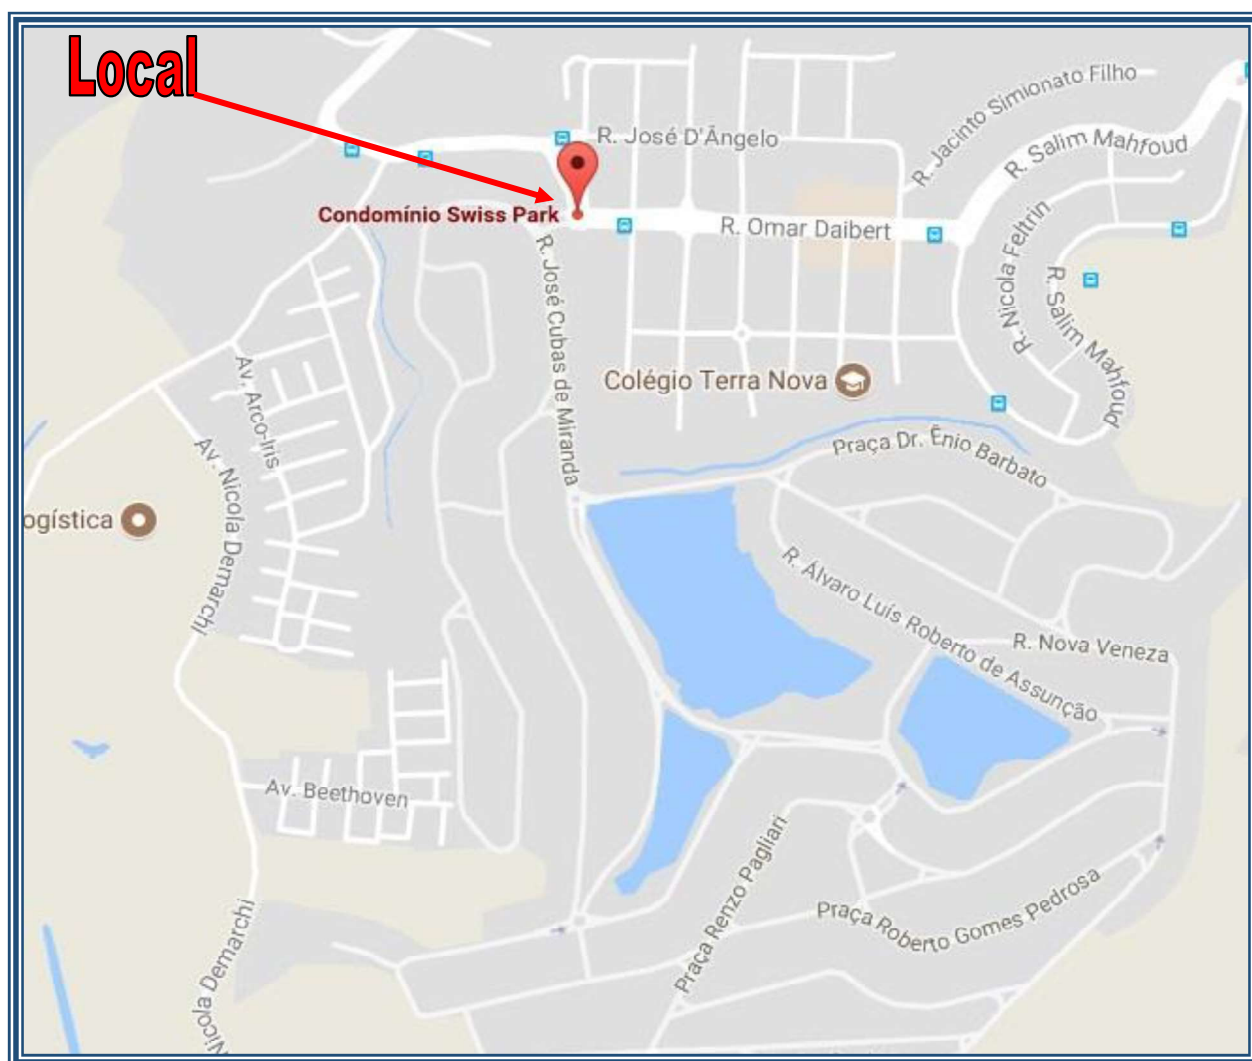 Local
R. Jacinto Simionato Filho
R. José D'Ângelo
R. Salim Mahfoud
Condomínio Swiss Park
R. Omar Daibert
R. Nicola Feltrin
R. Salim Mahfoud
R. José Cubas de Miranda
Av. Arco-Iris
Colégio Terra Nova
Av. Nicola Demarchi
Praça Dr. Ênio Barbato
ogística
R. Álvaro Luís Roberto de Assunção
R. Nova Veneza
Av. Beethoven
Praça Renzo Pagliari
Praça Roberto Gomes Pedrosa
Nicola Demarchi